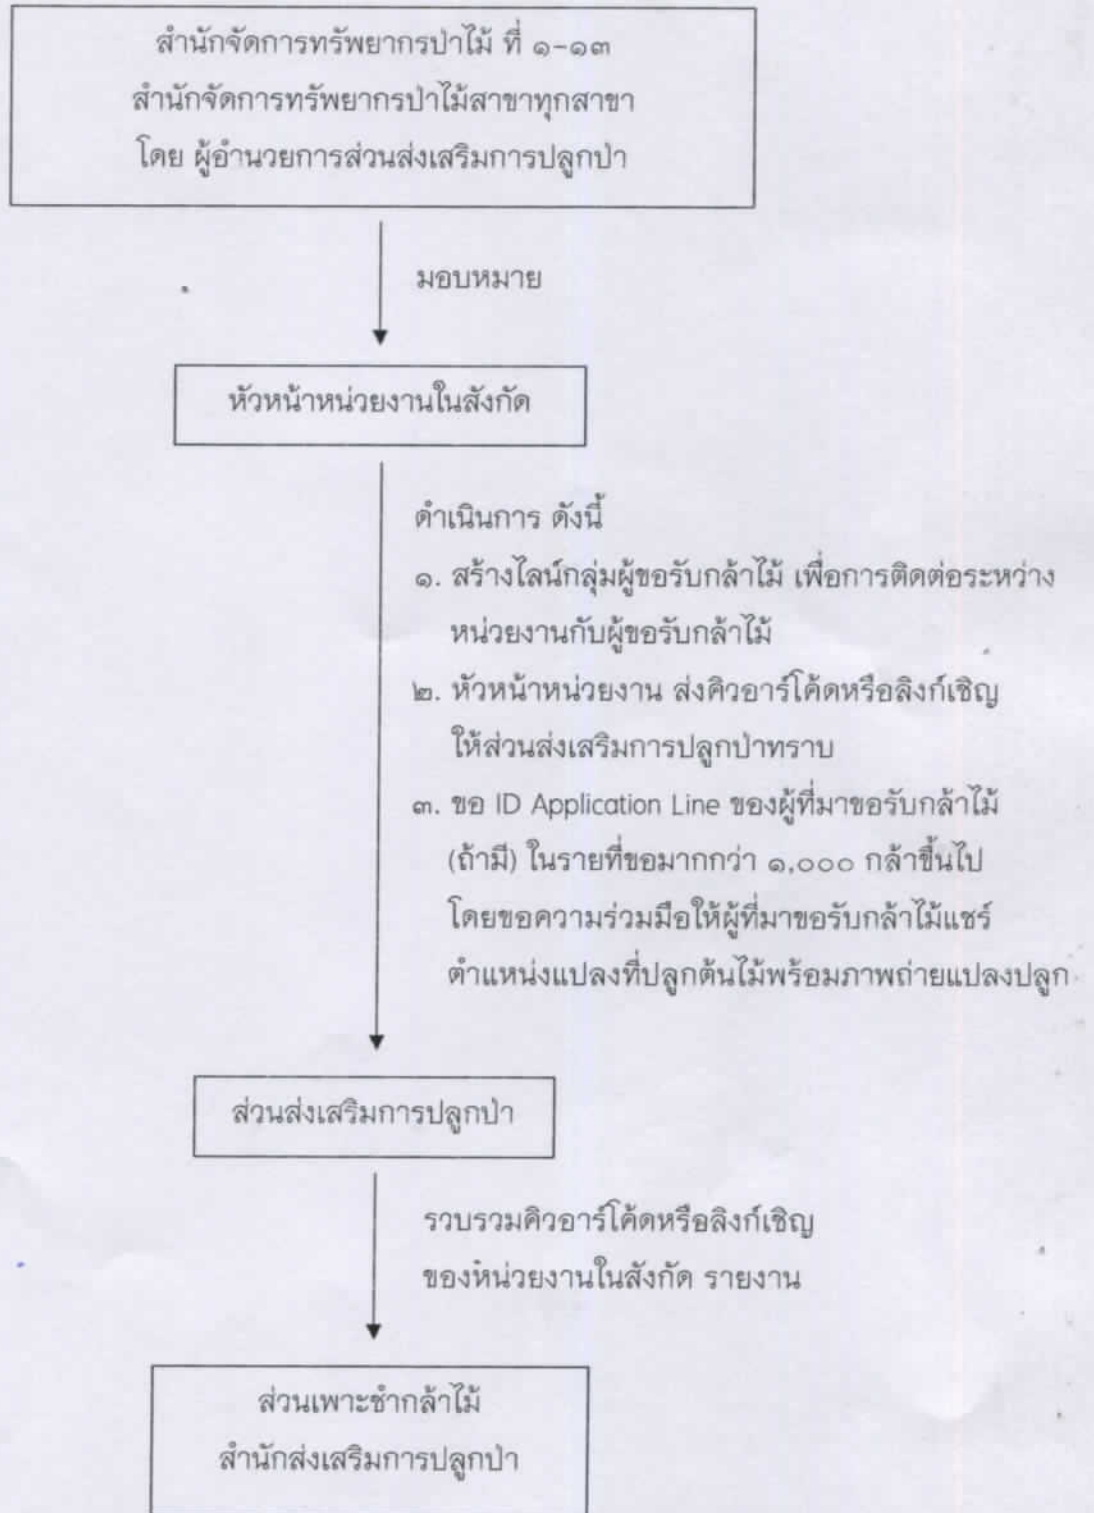 สำนักจัดการทรัพยากรป่าไม้ ที่ ๑-๑๓
สำนักจัดการทรัพยากรป่าไม้สาขาทุกสาขา
โดย ผู้อำนวยการส่วนส่งเสริมการปลูกป่า
มอบหมาย
หัวหน้าหน่วยงานในสังกัด
ดำเนินการ ดังนี้
๑. สร้างไลน์กลุ่มผู้ขอรับกล้าไม้ เพื่อการติดต่อระหว่าง
หน่วยงานกับผู้ขอรับกล้าไม้
๒. หัวหน้าหน่วยงาน ส่งคิวอาร์โค้ดหรือลิงก์เชิญ
ให้ส่วนส่งเสริมการปลูกป่าทราบ
๓. ขอ ID Application Line ของผู้ที่มาขอรับกล้าไม้
(ถ้ามี) ในรายที่ขอมากกว่า ๑,๐๐๐ กล้าขึ้นไป
โดยขอความร่วมมือให้ผู้ที่มาขอรับกล้าไม้แชร์
ตำแหน่งแปลงที่ปลูกต้นไม้พร้อมภาพถ่ายแปลงปลูก
ส่วนส่งเสริมการปลูกป่า
รวบรวมคิวอาร์โค้ดหรือลิงก์เชิญ
ของหน่วยงานในสังกัด รายงาน
ส่วนเพาะชำกล้าไม้
สำนักส่งเสริมการปลูกป่า